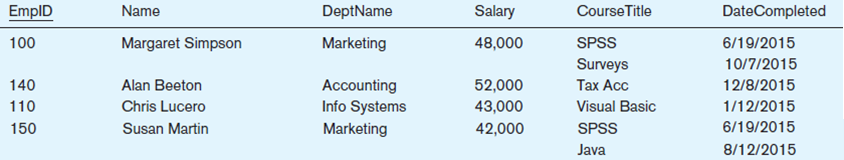 EmpID Name DeptName Salary CourseTitle DateCompleted
100 Margaret Simpson Marketing 48,000 SPSS 6/19/2015
Surveys 10/7/2015
140 Alan Beeton Accounting 52,000 Tax Acc 12/8/2015
110 Chris Lucero Info Systems 43,000 Visual Basic 1/12/2015
150 Susan Martin Marketing 42,000 SPSS 6/19/2015
Java 8/12/2015